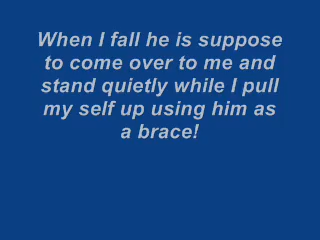 When I fall he is suppose
to come over to me and
stand quietly while I pull
my self up using him as
a brace!